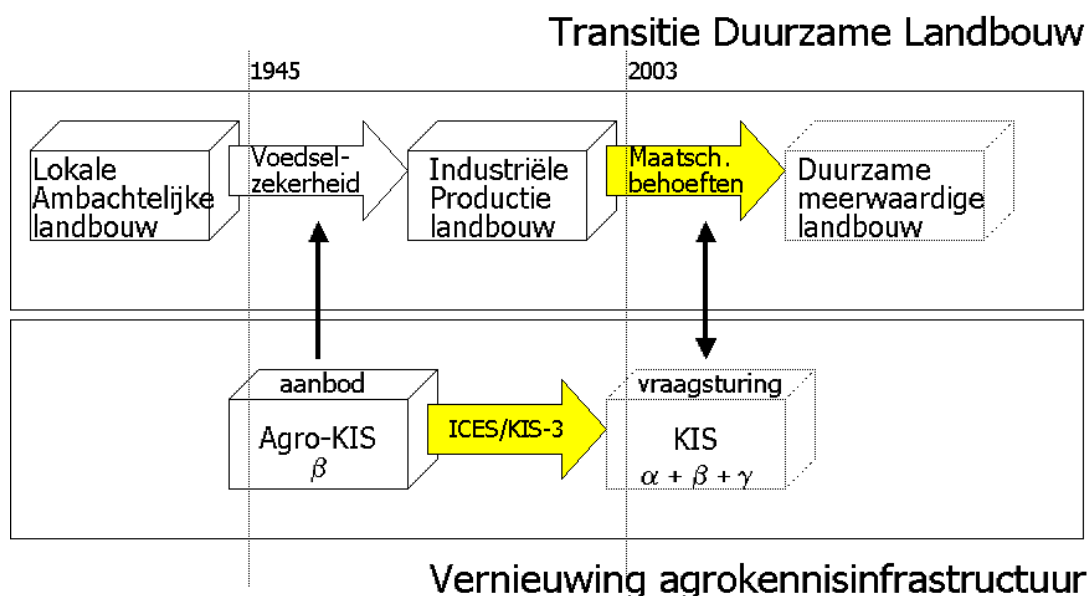 Transitie Duurzame Landbouw
1945
2003
Lokale
Ambachtelijke
landbouw
Voedsel-
zekerheid
Industriële
Productie
landbouw
Maatsch.
behoeften
Duurzame
meerwaardige
landbouw
aanbod
Agro-KIS
β
ICES/KIS-3
vraagsturing
KIS
α + β + γ
Vernieuwing agrokennisinfrastructuur